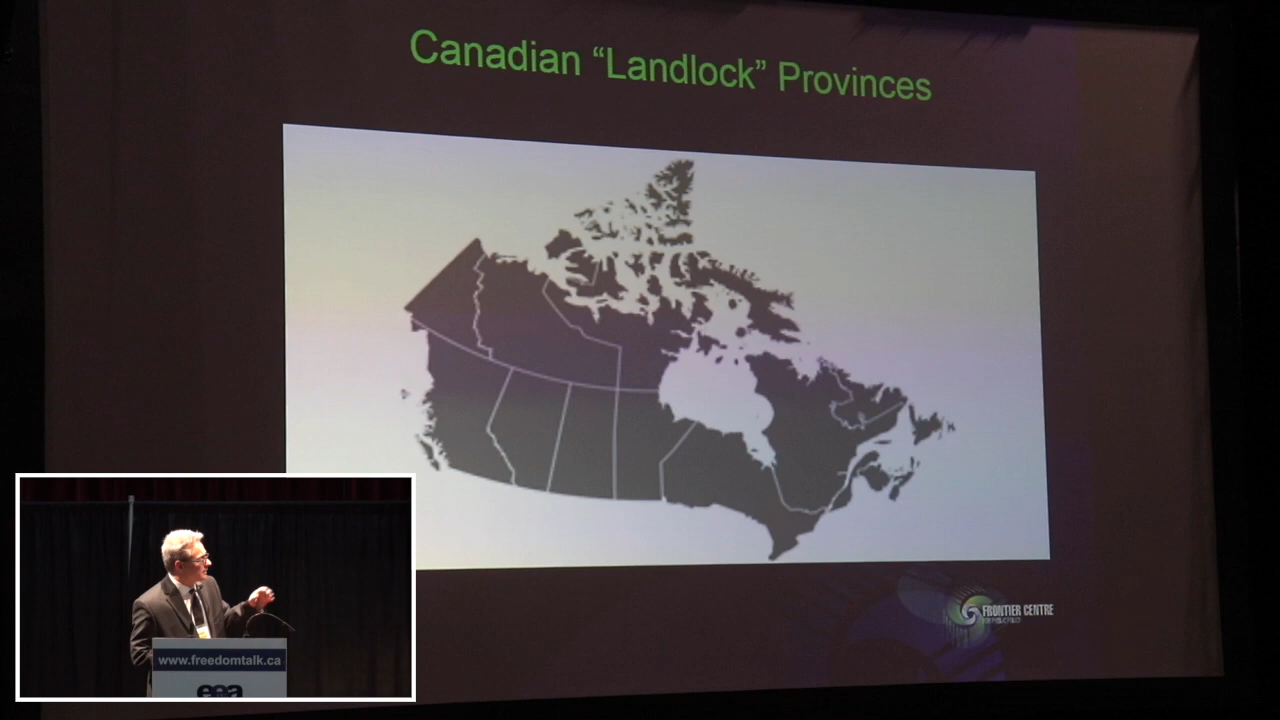 Canadian “Landlock” Provinces
FRONTIER CENTRE
www.freedomtalk.ca